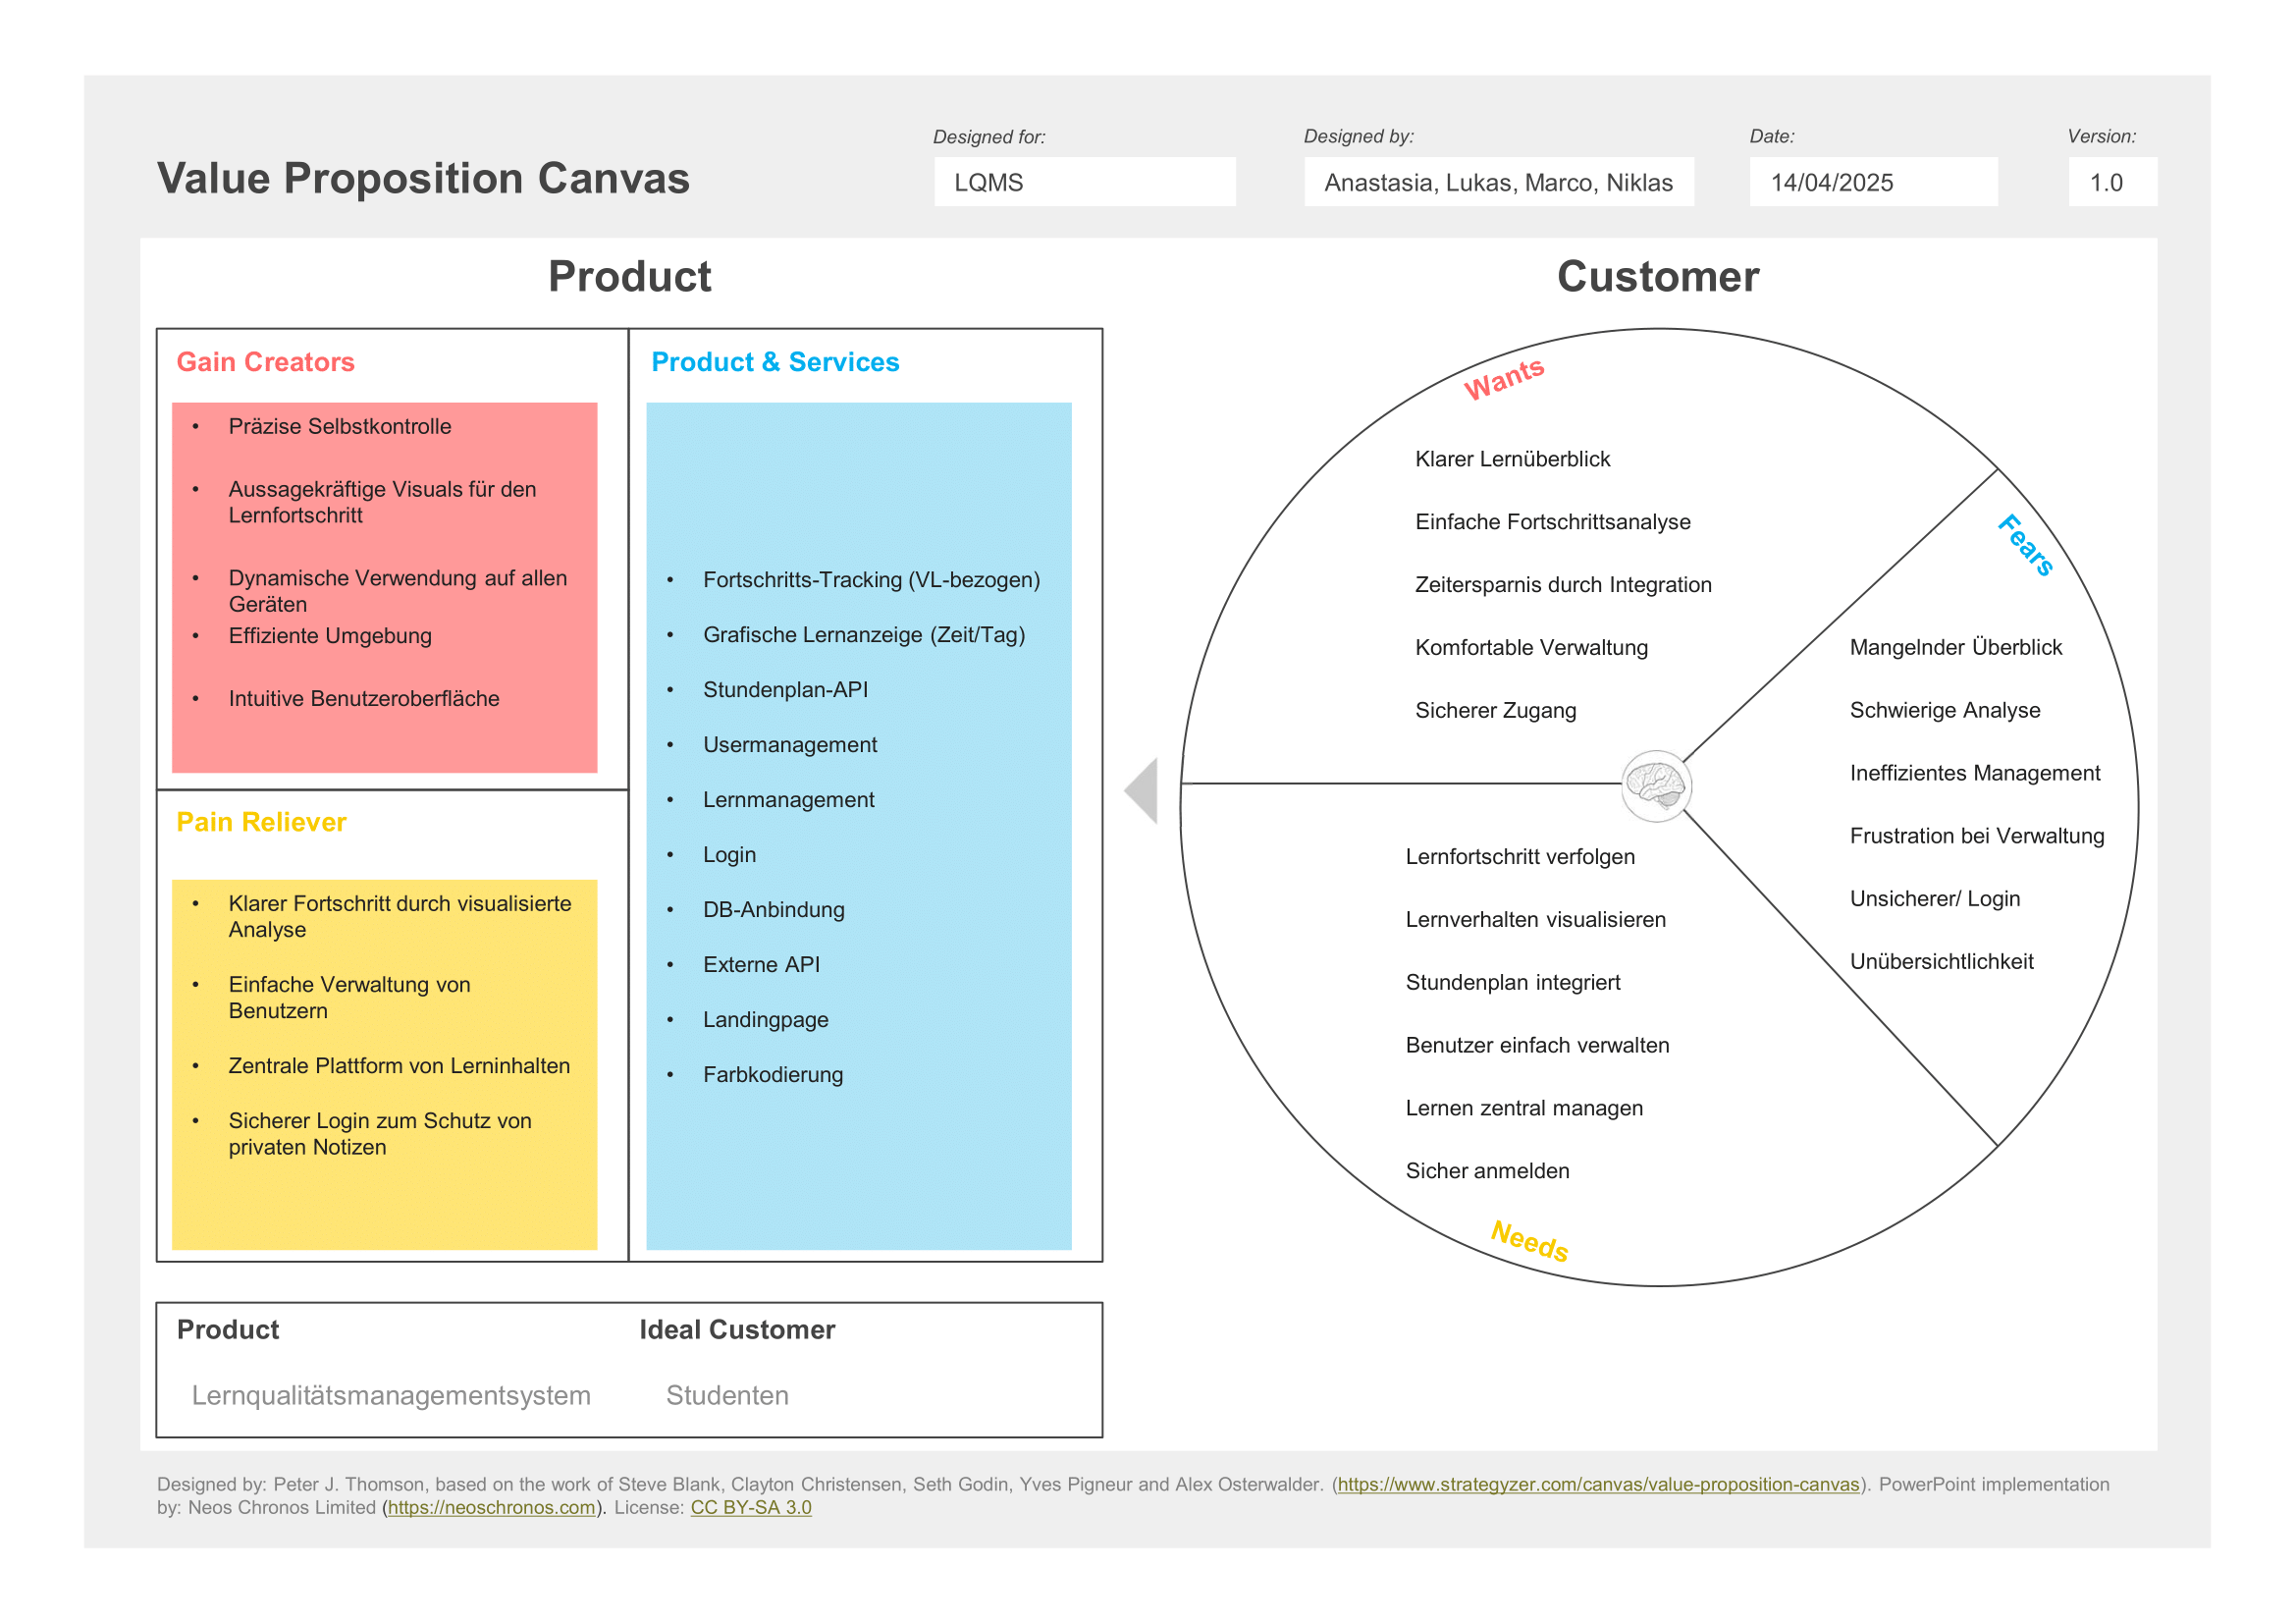 Value Proposition Canvas
Designed for:
LQMS
Designed by:
Anastasia, Lukas, Marco, Niklas
Date:
14/04/2025
Version:
1.0
Product
Gain Creators
• Präzise Selbstkontrolle
• Aussagekräftige Visuals für den
Lernfortschritt
• Dynamische Verwendung auf allen
Geräten
• Effiziente Umgebung
• Intuitive Benutzeroberfläche
Pain Reliever
• Klarer Fortschritt durch visualisierte
Analyse
• Einfache Verwaltung von
Benutzern
• Zentrale Plattform von Lerninhalten
• Sicherer Login zum Schutz von
privaten Notizen
Product & Services
• Fortschritts-Tracking (VL-bezogen)
• Grafische Lernanzeige (Zeit/Tag)
• Stundenplan-API
• Usermanagement
• Lernmanagement
• Login
• DB-Anbindung
• Externe API
• Landingpage
• Farbkodierung
Customer
Wants
Klarer Lernüberblick
Einfache Fortschrittsanalyse
Zeitersparnis durch Integration
Komfortable Verwaltung
Sicherer Zugang
Fears
Mangelnder Überblick
Schwierige Analyse
Ineffizientes Management
Frustration bei Verwaltung
Unsicherer/ Login
Unübersichtlichkeit
Lernfortschritt verfolgen
Lernverhalten visualisieren
Stundenplan integriert
Benutzer einfach verwalten
Lernen zentral managen
Sicher anmelden
Needs
Product
Lernqualitätsmanagementsystem
Ideal Customer
Studenten
Designed by: Peter J. Thomson, based on the work of Steve Blank, Clayton Christensen, Seth Godin, Yves Pigneur and Alex Osterwalder. (https://www.strategyzer.com/canvas/value-proposition-canvas). PowerPoint implementation
by: Neos Chronos Limited (https://neoschronos.com). License: CC BY-SA 3.0